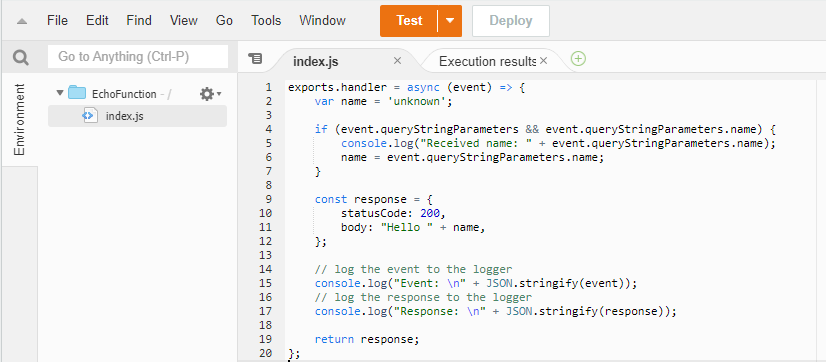 File Edit Find View Go Tools Window Test Deploy
Go to Anything (Ctrl-P)
index.js Execution results
Environment
EchoFunction - /
index.js
1 exports.handler = async (event) => {
2 var name = 'unknown';
3
4 if (event.queryStringParameters && event.queryStringParameters.name) {
5 console.log("Received name: " + event.queryStringParameters.name);
6 name = event.queryStringParameters.name;
7 }
8
9 const response = {
10 statusCode: 200,
11 body: "Hello " + name,
12 };
13
14 // log the event to the logger
15 console.log("Event: \n" + JSON.stringify(event));
16 // log the response to the logger
17 console.log("Response: \n" + JSON.stringify(response));
18
19 return response;
20 };